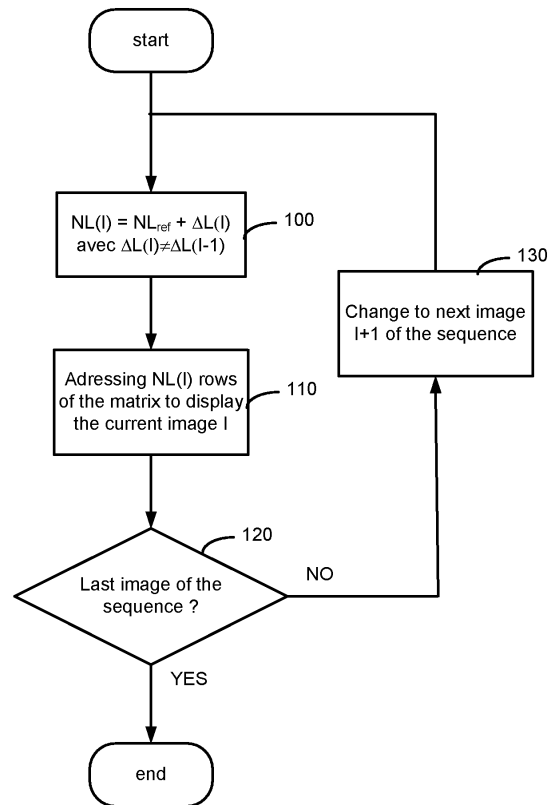 start
NL(I) = NLref + ΔL(I)
avec ΔL(I)≠ΔL(I-1)
100
130
Change to next image
I+1 of the sequence
Adressing NL(I) rows
of the matrix to display
the current image I
110
120
Last image of the
sequence ?
NO
YES
end